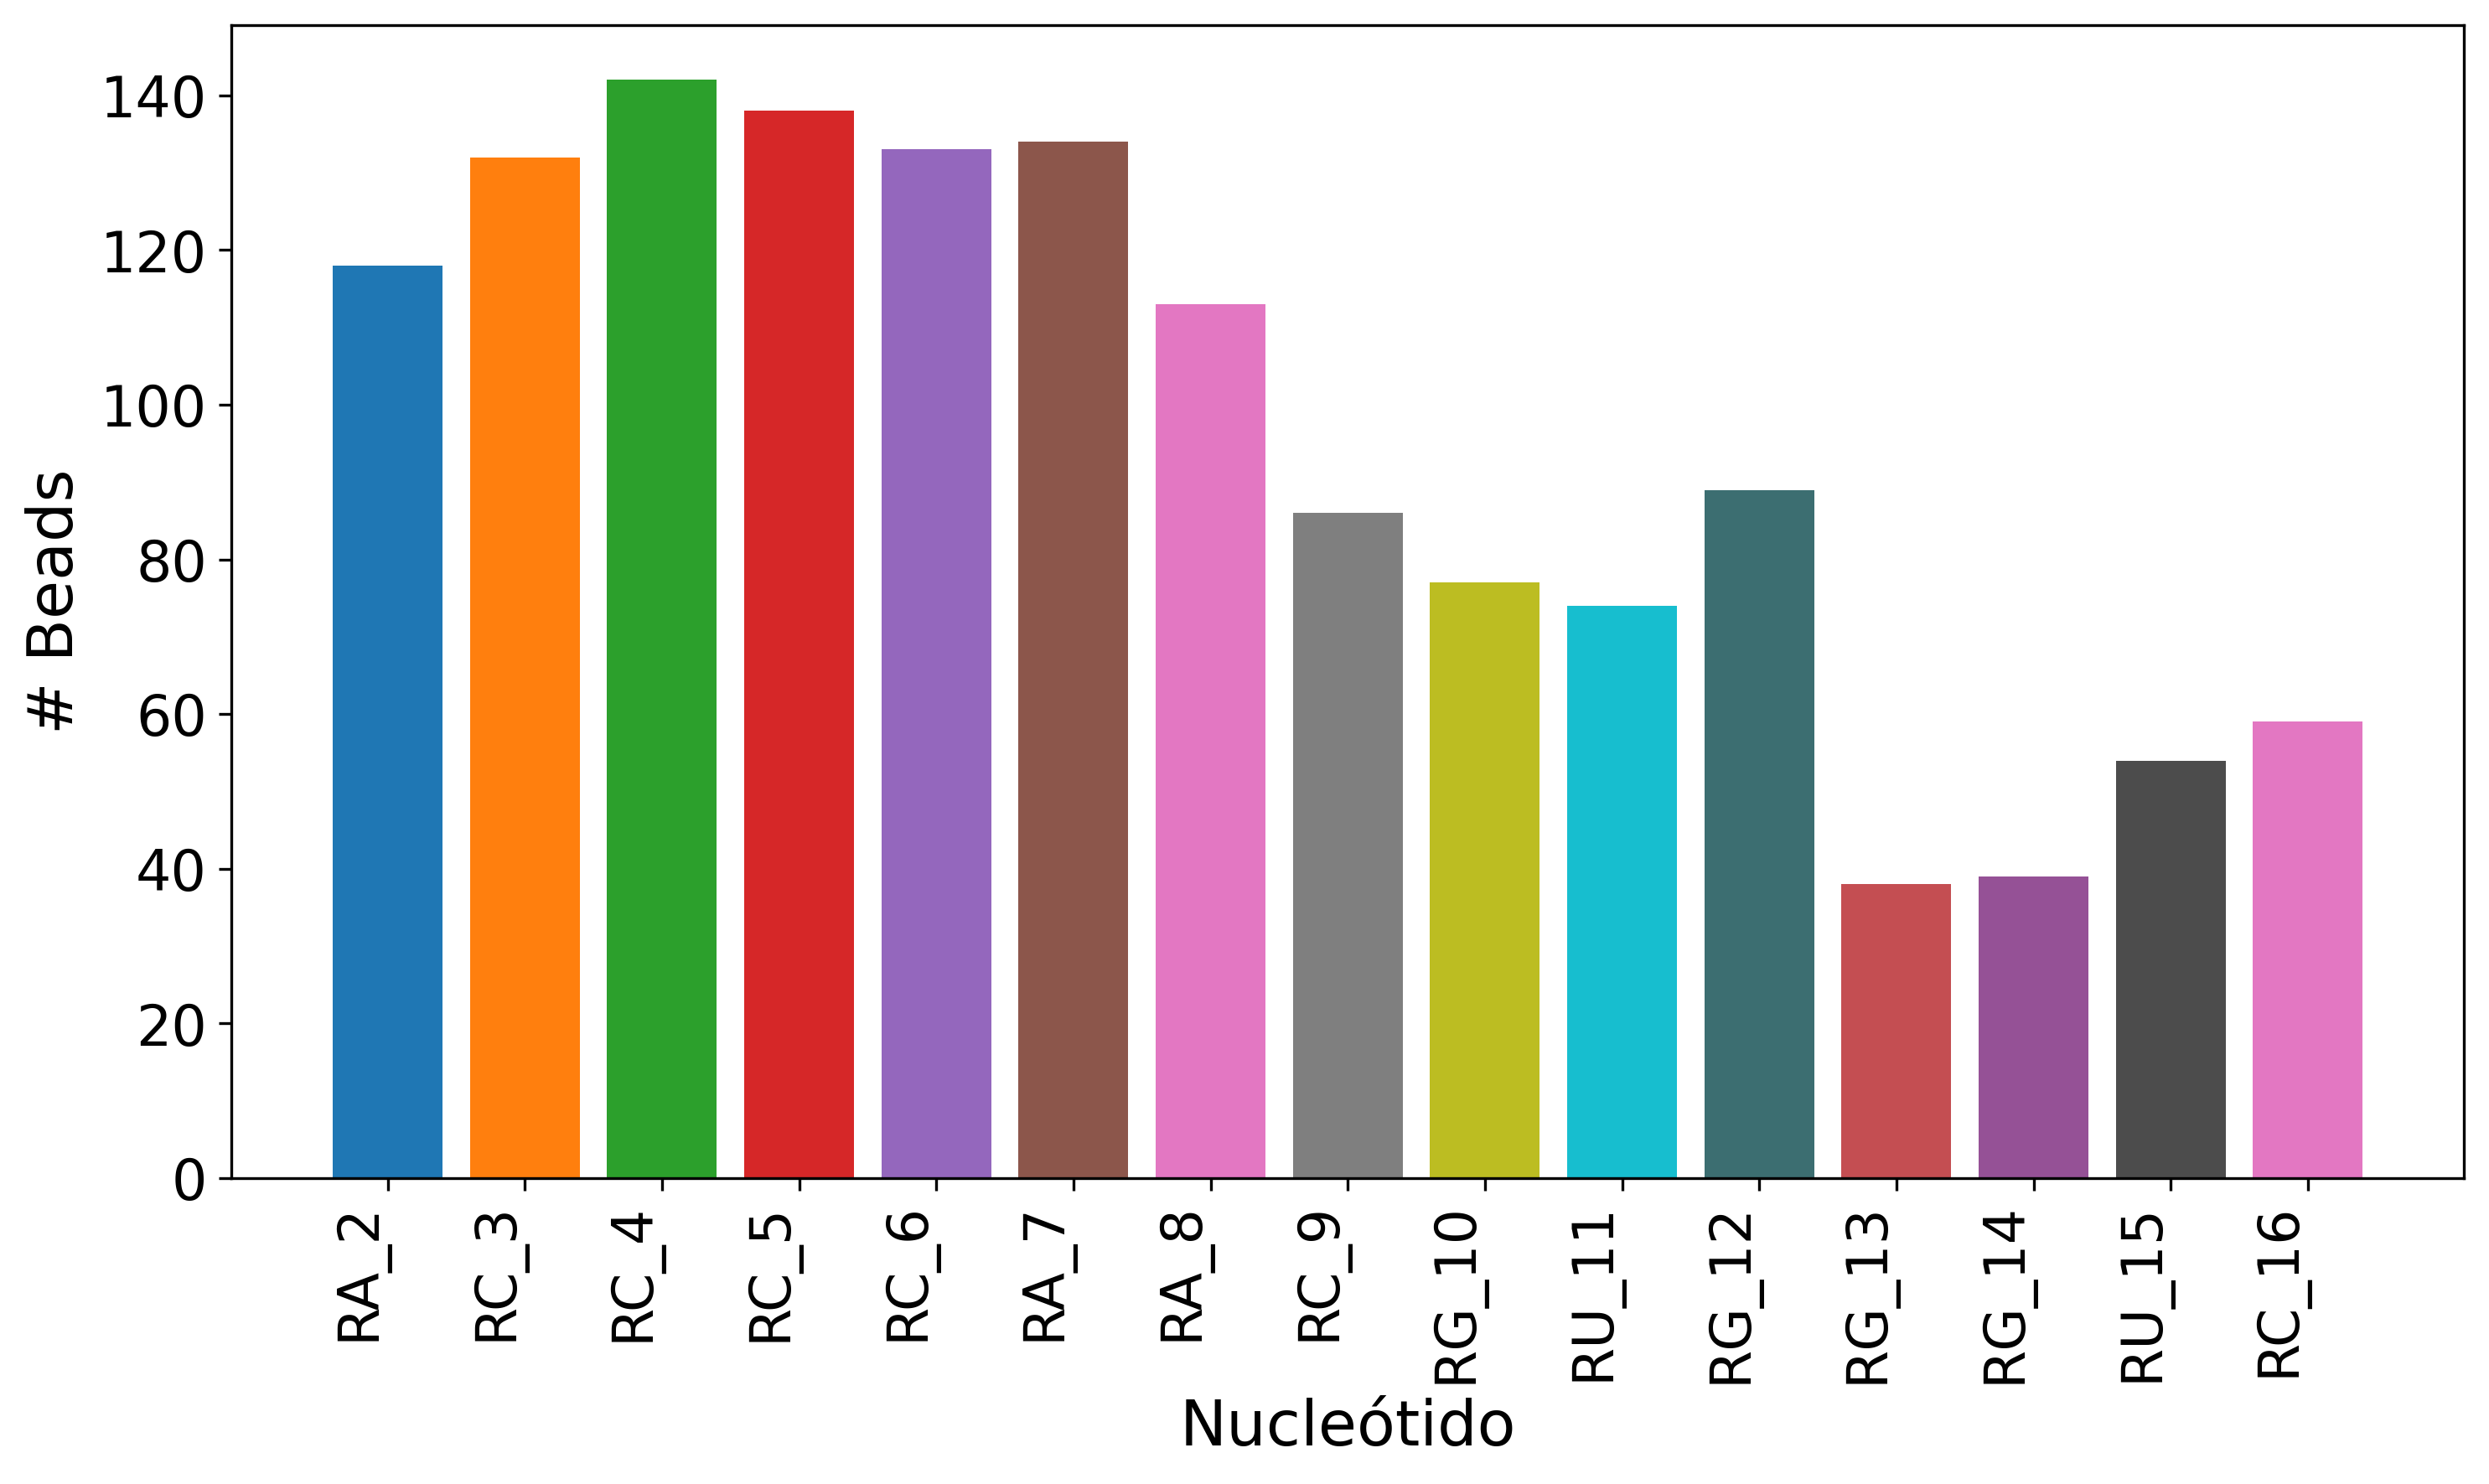 # Beads
140
120
100
80
60
40
20
0
RA_2
RC_3
RC_4
RC_5
RC_6
RA_7
RA_8
RC_9
RG_10
RU_11
RG_12
RG_13
RG_14
RU_15
RC_16
Nucleótido